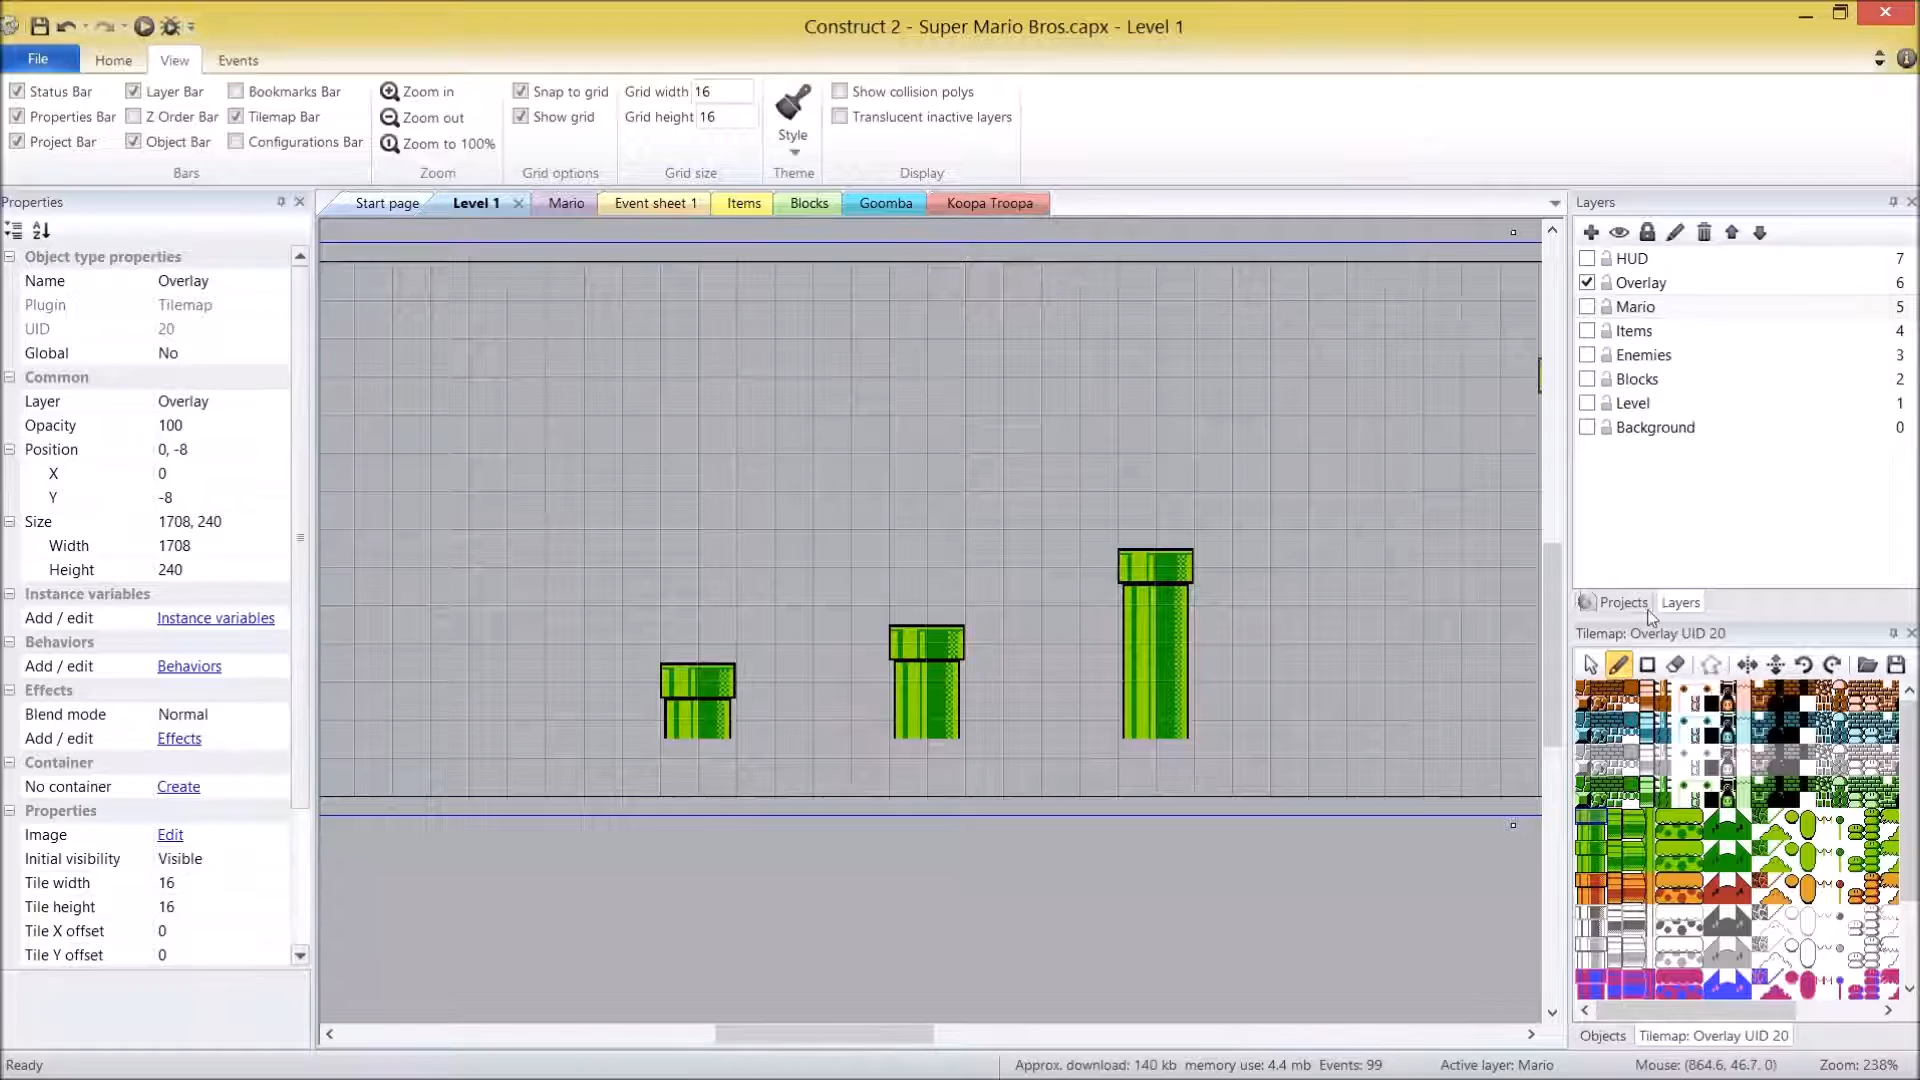 Construct 2 - Super Mario Bros.capx - Level 1
File
Home
View
Events
Status Bar
Layer Bar
Bookmarks Bar
Properties Bar
Z Order Bar
Tilemap Bar
Project Bar
Object Bar
Configurations Bar
Bars
Zoom in
Zoom out
Zoom to 100%
Zoom
Snap to grid
Show grid
Grid options
Grid width 16
Grid height 16
Grid size
Style
Theme
Show collision polys
Translucent inactive layers
Display
Properties
Start page
Level 1
Mario
Event sheet 1
Items
Blocks
Goomba
Koopa Troopa
Object type properties
Name Overlay
Plugin Tilemap
UID 20
Global No
Common
Layer Overlay
Opacity 100
Position 0, -8
X 0
Y -8
Size 1708, 240
Width 1708
Height 240
Instance variables
Add / edit Instance variables
Behaviors
Add / edit Behaviors
Effects
Blend mode Normal
Add / edit Effects
Container
No container Create
Properties
Image Edit
Initial visibility Visible
Tile width 16
Tile height 16
Tile X offset 0
Tile Y offset 0
Layers
HUD 7
Overlay 6
Mario 5
Items 4
Enemies 3
Blocks 2
Level 1
Background 0
Projects
Layers
Tilemap: Overlay UID 20
Objects
Tilemap: Overlay UID 20
Ready
Approx. download: 140 kb memory use: 4.4 mb Events: 99
Active layer: Mario
Mouse: (864.6, 46.7, 0)
Zoom: 238%